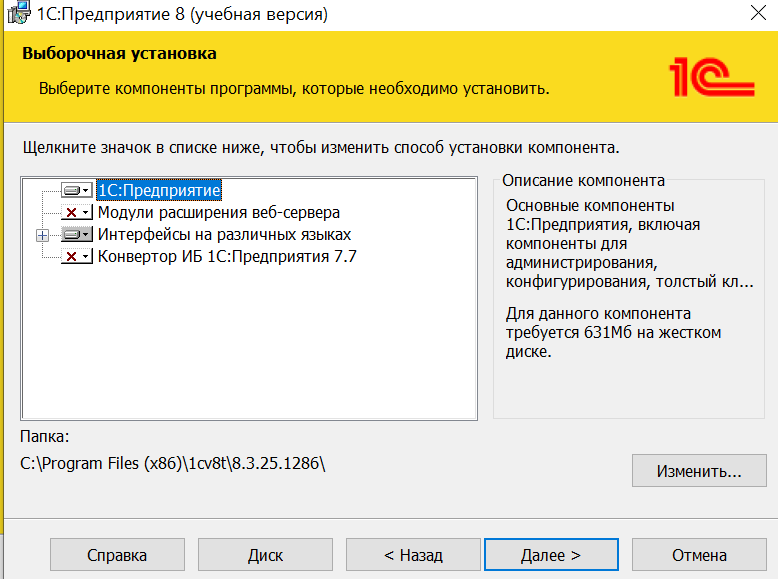 1С:Предприятие 8 (учебная версия)
Выборочная установка
Выберите компоненты программы, которые необходимо установить.
1С
Щелкните значок в списке ниже, чтобы изменить способ установки компонента.
1С:Предприятие
Модули расширения веб-сервера
Интерфейсы на различных языках
Конвертор ИБ 1С:Предприятия 7.7
Описание компонента
Основные компоненты
1С:Предприятия, включая
компоненты для
администрирования,
конфигурирования, толстый кл...
Для данного компонента
требуется 631Мб на жестком
диске.
Папка:
C:\Program Files (x86)\1cv8t\8.3.25.1286\
Изменить...
Справка
Диск
< Назад
Далее >
Отмена